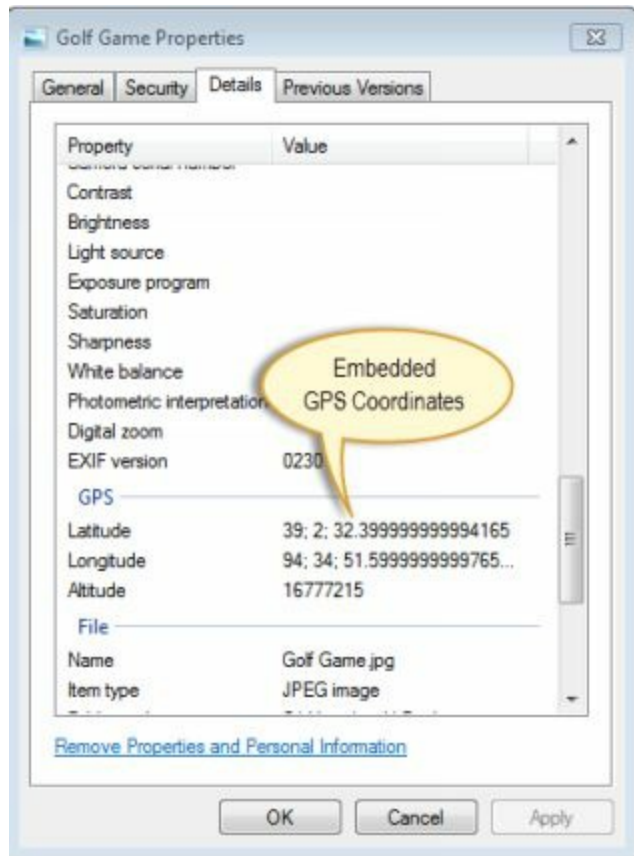 Golf Game Properties
General Security Details Previous Versions
Property Value
Contrast
Brightness
Light source
Exposure program
Saturation
Sharpness
White balance
Photometric interpretation
Digital zoom
EXIF version 0230
Embedded
GPS Coordinates
GPS
Latitude 39; 2; 32.399999999994165
Longitude 94; 34; 51.5999999999765...
Altitude 16777215
File
Name Golf Game.jpg
Item type JPEG image
Remove Properties and Personal Information
OK Cancel Apply